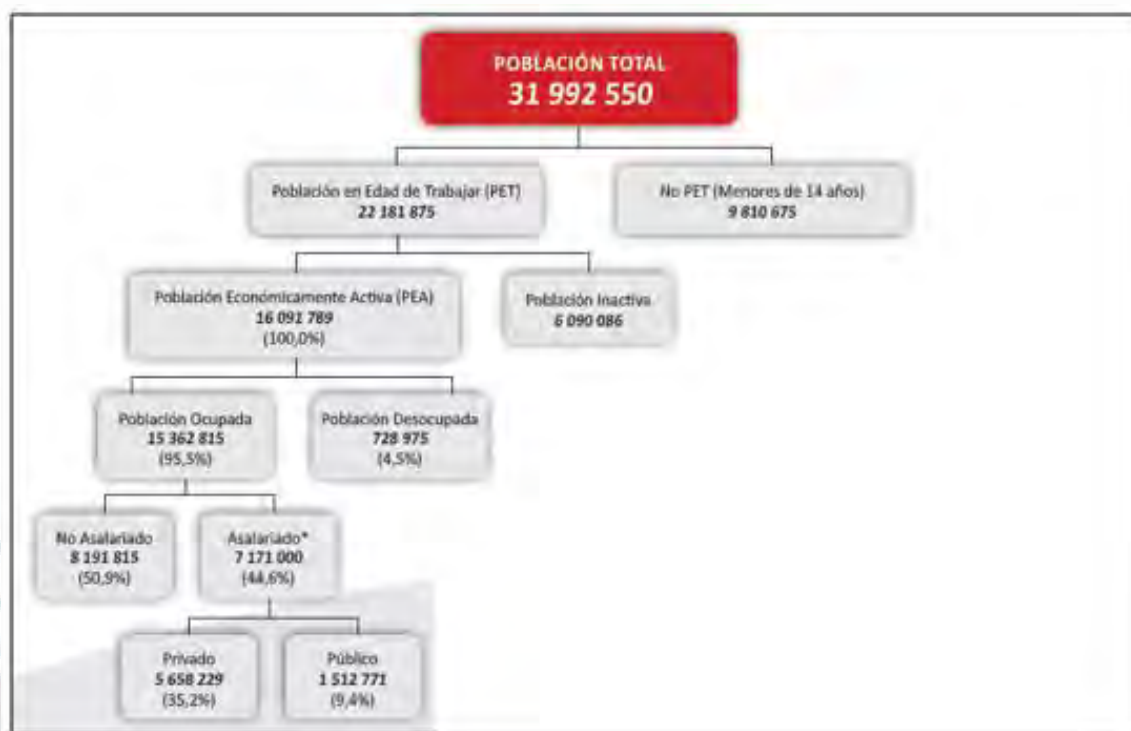 POBLACIÓN TOTAL
31 992 550
Población en Edad de Trabajar (PET)
22 181 875
No PET (Menores de 14 años)
9 810 675
Población Económicamente Activa (PEA)
16 091 789
(100,0%)
Población Inactiva
6 090 086
Población Ocupada
15 362 815
(95,5%)
Población Desocupada
728 975
(4,5%)
No Asalariado
8 191 815
(50,9%)
Asalariado*
7 171 000
(44,6%)
Privado
5 658 229
(35,2%)
Público
1 512 771
(9,4%)